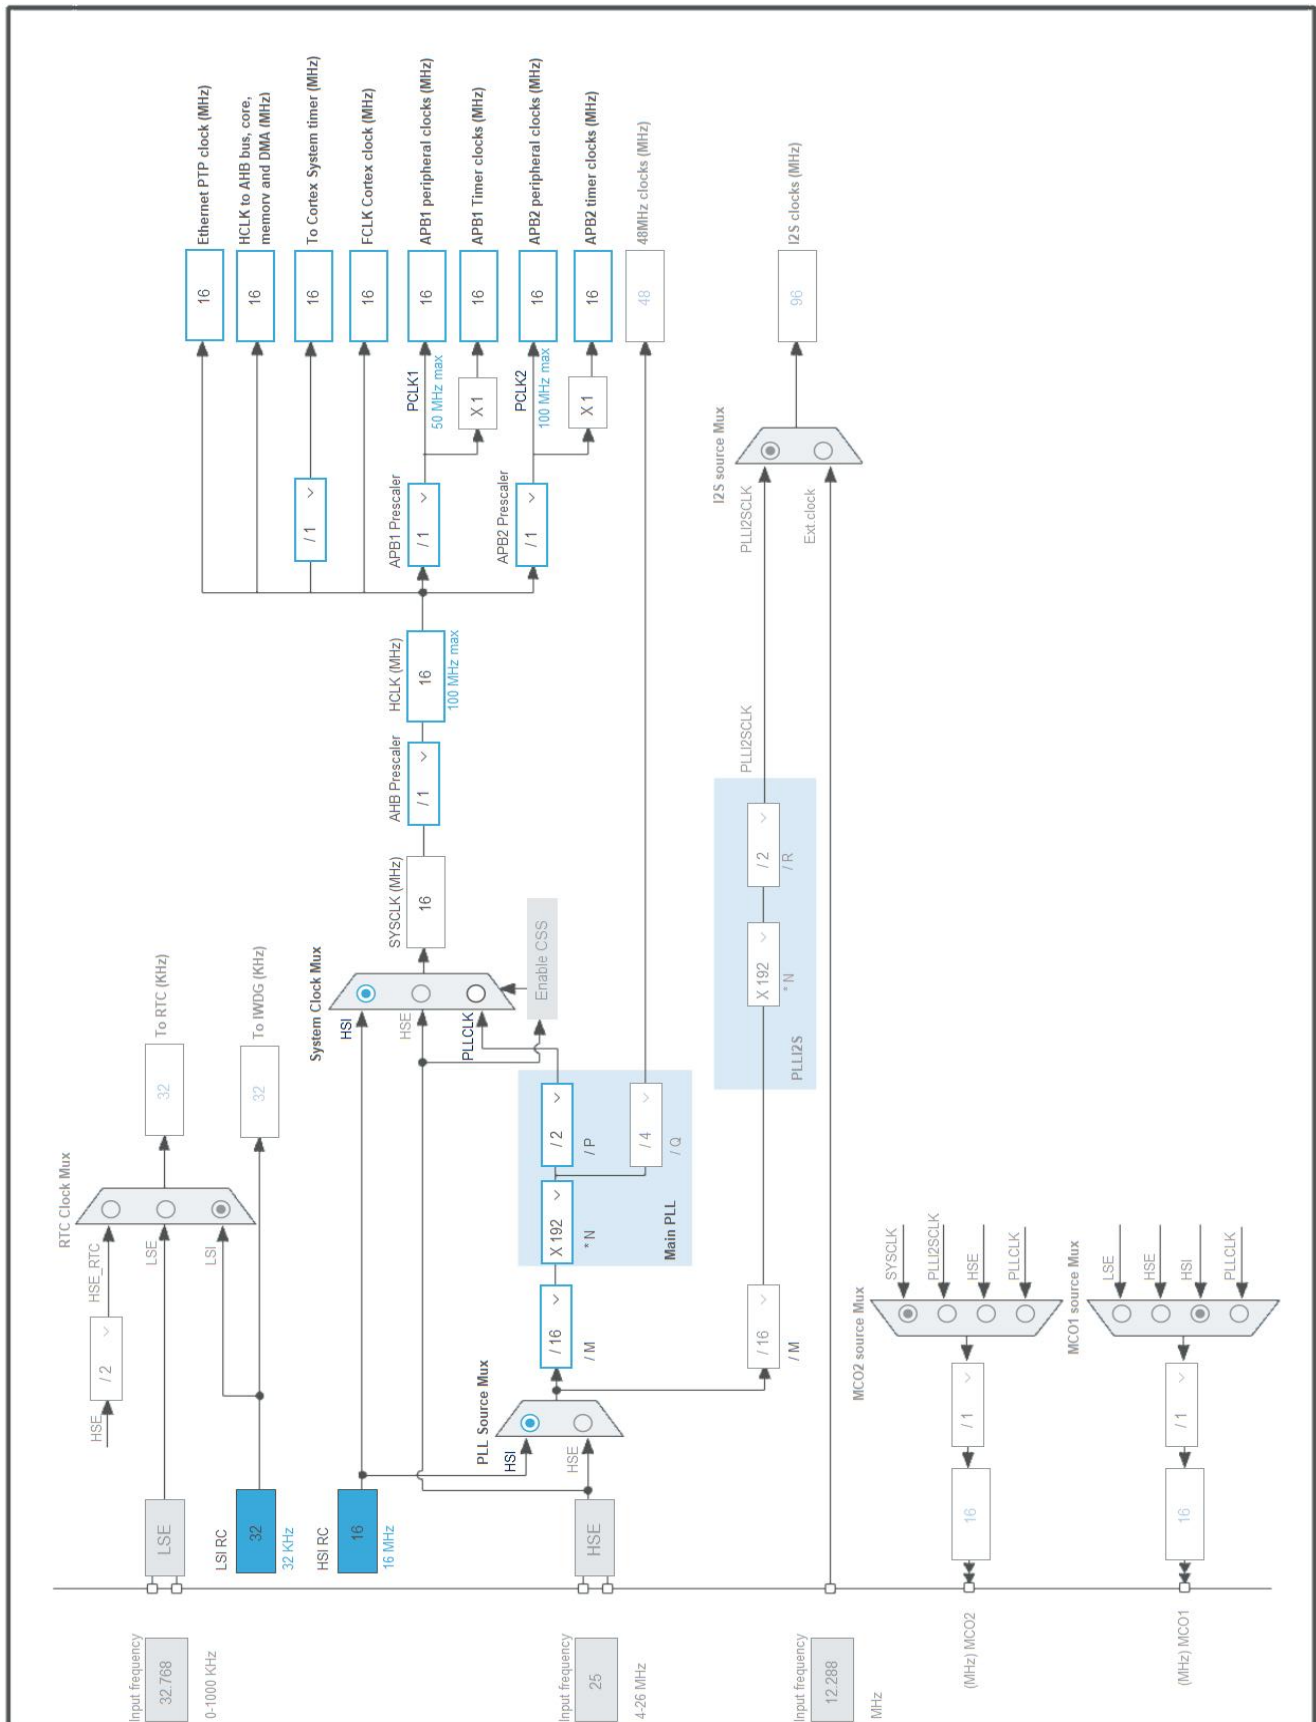 Input frequency
32.768
0-1000 KHz
LSE
HSE
/ 2
HSE_RTC
LSE
LSI
RTC Clock Mux
32
To RTC (KHz)
LSI RC
32
32 KHz
32
To IWDG (KHz)
HSI RC
16
16 MHz
Input frequency
25
4-26 MHz
HSE
PLL Source Mux
HSI
HSE
/ 16
/ M
X 192
* N
/ 2
/ P
/ 4
/ Q
Main PLL
System Clock Mux
HSI
HSE
PLLCLK
Enable CSS
SYSCLK (MHz)
16
AHB Prescaler
/ 1
HCLK (MHz)
16
100 MHz max
16
Ethernet PTP clock (MHz)
16
HCLK to AHB bus, core,
memory and DMA (MHz)
/ 1
16
To Cortex System timer (MHz)
16
FCLK Cortex clock (MHz)
APB1 Prescaler
/ 1
PCLK1
50 MHz max
16
APB1 peripheral clocks (MHz)
X 1
16
APB1 Timer clocks (MHz)
APB2 Prescaler
/ 1
PCLK2
100 MHz max
16
APB2 peripheral clocks (MHz)
X 1
16
APB2 timer clocks (MHz)
48
48MHz clocks (MHz)
/ 16
/ M
X 192
* N
/ 2
/ R
PLLI2S
PLLI2SCLK
PLLI2SCLK
Ext.clock
I2S source Mux
96
I2S clocks (MHz)
Input frequency
12.288
MHz
(MHz) MCO2
16
/ 1
MCO2 source Mux
SYSCLK
PLLI2SCLK
HSE
PLLCLK
(MHz) MCO1
16
/ 1
MCO1 source Mux
LSE
HSE
HSI
PLLCLK